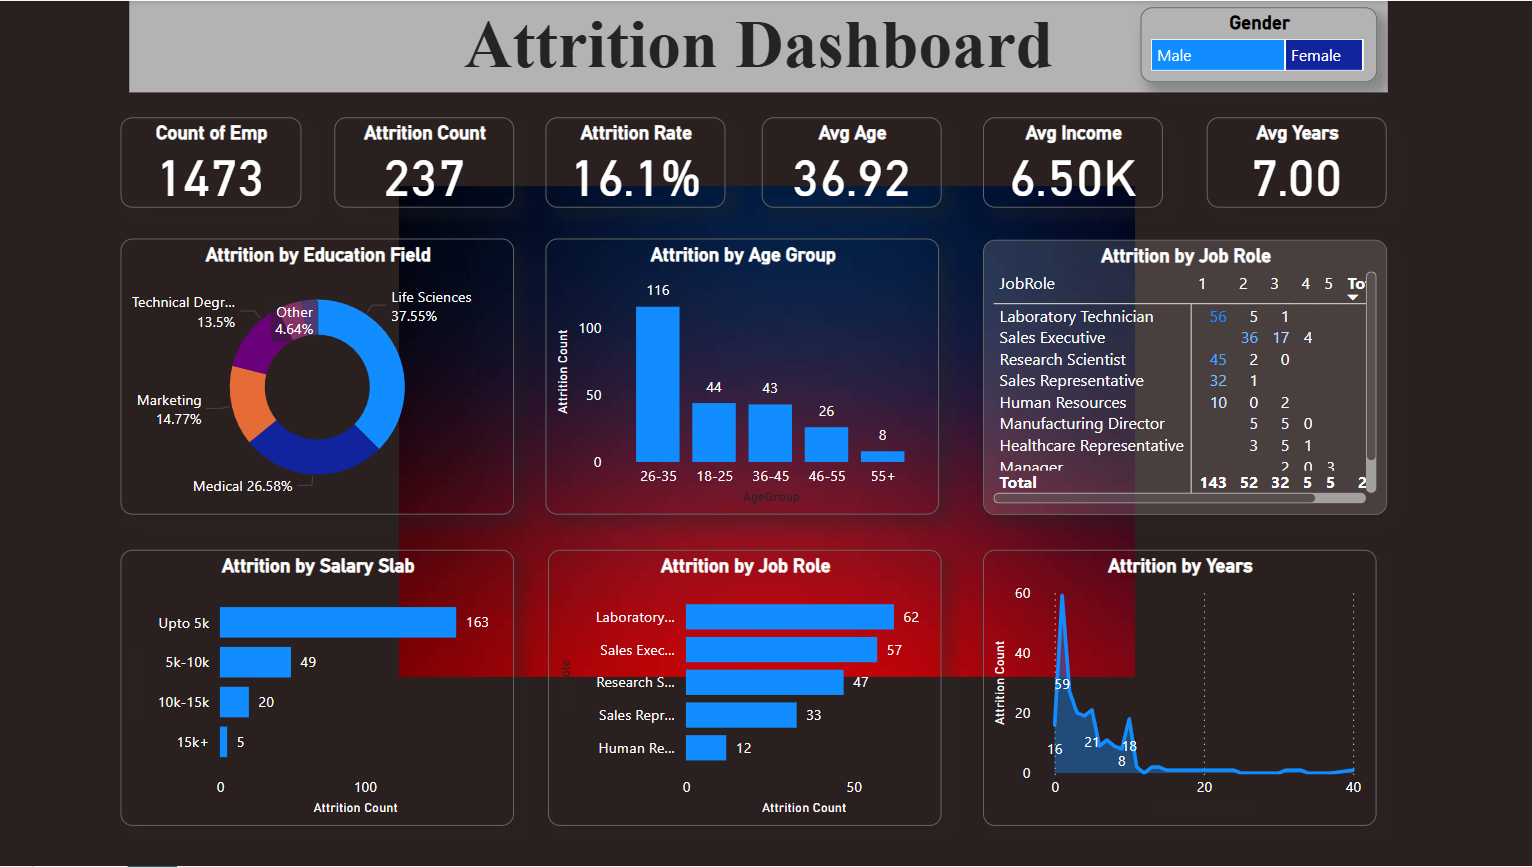 Attrition Dashboard
Gender
Male Female
Count of Emp
1473
Attrition Count
237
Attrition Rate
16.1%
Avg Age
36.92
Avg Income
6.50K
Avg Years
7.00
Attrition by Education Field
Life Sciences
37.55%
Technical Degr...
13.5%
Other
4.64%
Marketing
14.77%
Medical 26.58%
Attrition by Age Group
Attrition Count
100
50
0
116
44
43
26
8
26-35 18-25 36-45 46-55 55+
AgeGroup
Attrition by Job Role
JobRole 1 2 3 4 5 To
Laboratory Technician 56 5 1
Sales Executive 36 17 4
Research Scientist 45 2 0
Sales Representative 32 1
Human Resources 10 0 2
Manufacturing Director 5 5 0
Healthcare Representative 3 5 1
Manager 2 0 3
Total 143 52 32 5 5 2
Attrition by Salary Slab
Upto 5k 163
5k-10k 49
10k-15k 20
15k+ 5
0 100
Attrition Count
Attrition by Job Role
ole
Laboratory... 62
Sales Exec... 57
Research S... 47
Sales Repr... 33
Human Re... 12
0 50
Attrition Count
Attrition by Years
Attrition Count
60
40
20
0
59
16
21
18
8
0 20 40